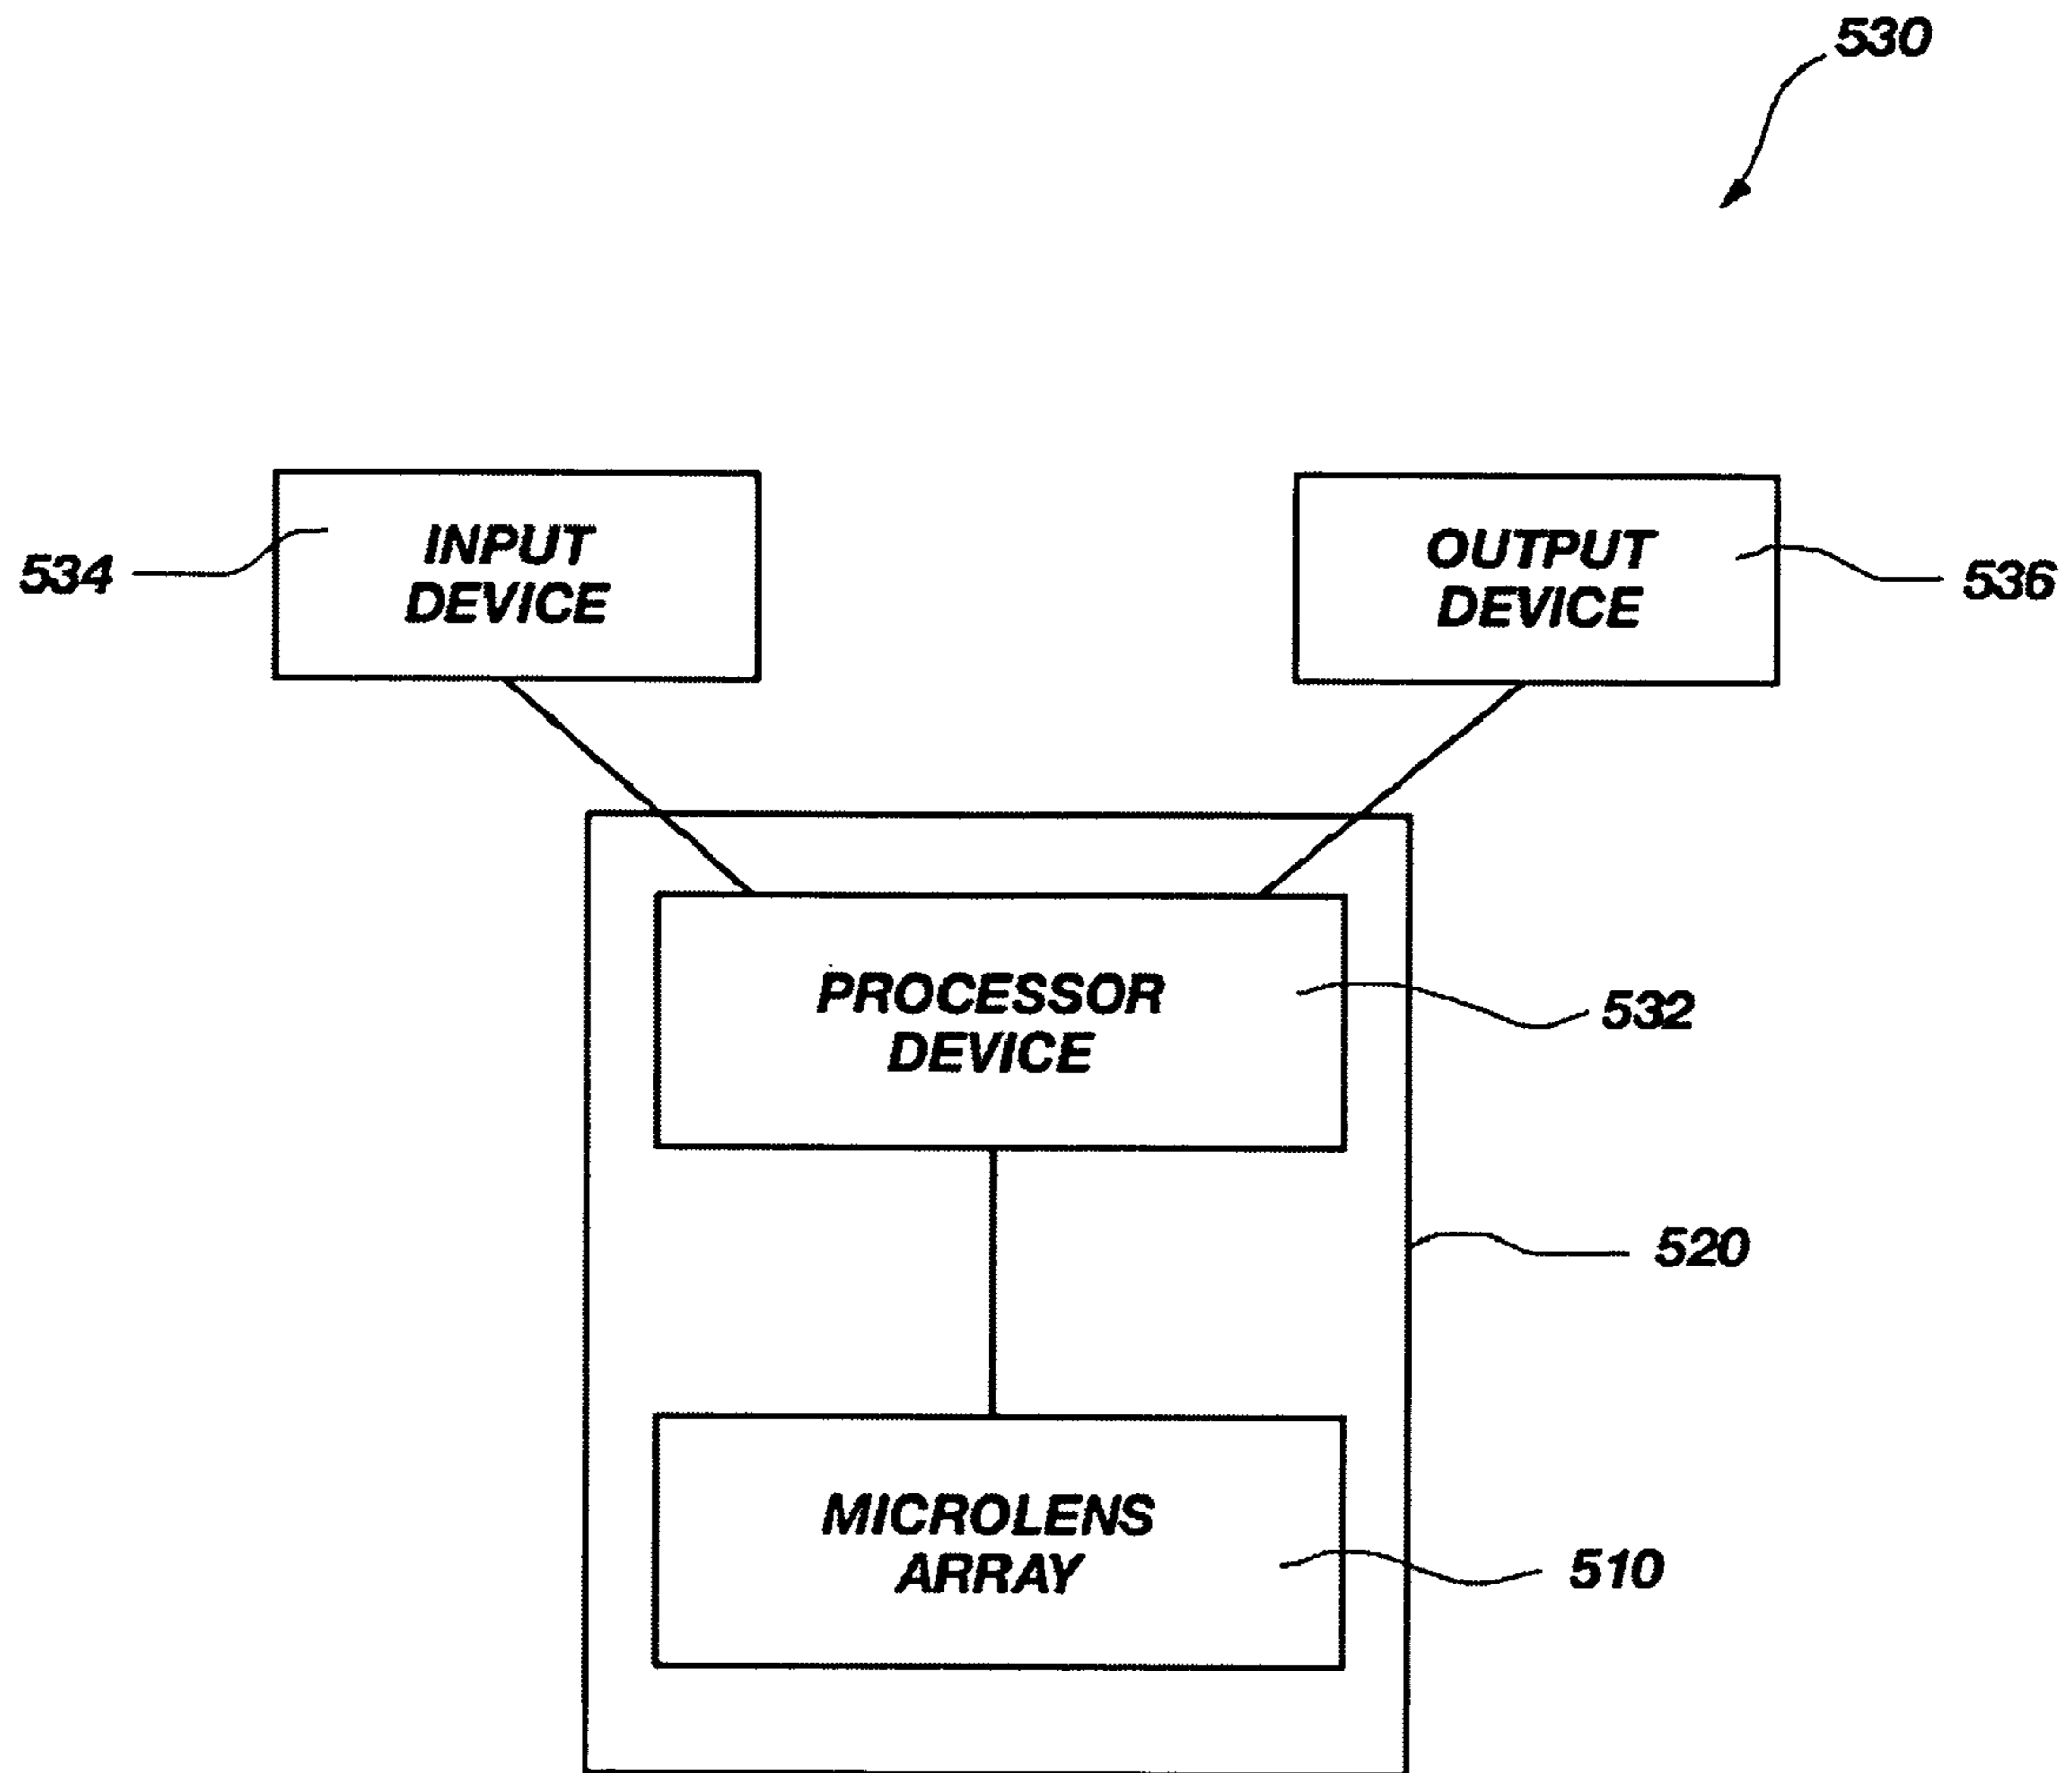 530
INPUT
DEVICE
534
OUTPUT
DEVICE
536
PROCESSOR
DEVICE
532
520
MICROLENS
ARRAY
510